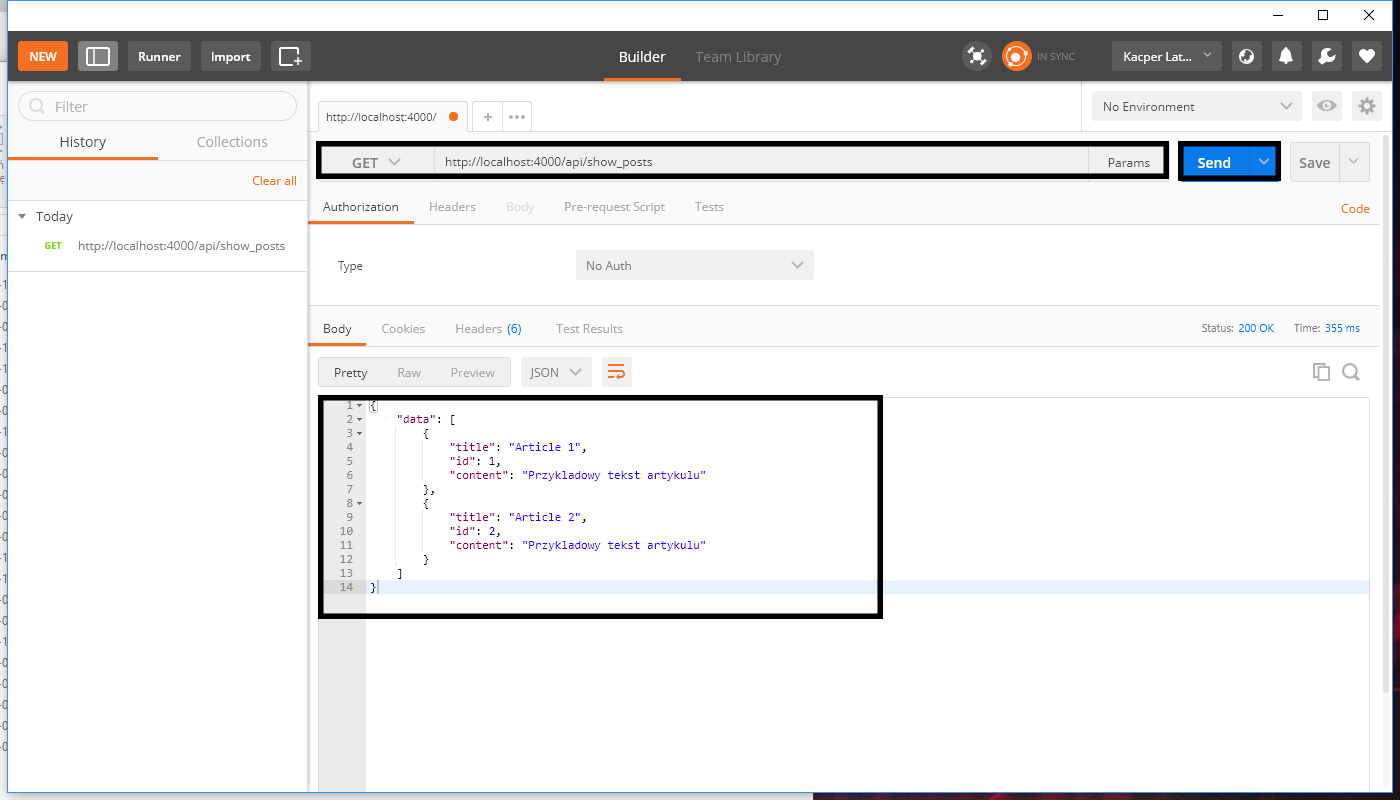 NEW Runner Import Builder Team Library IN SYNC Kacper Lat...
Filter
History Collections
Clear all
Today
GET http://localhost:4000/api/show_posts
http://localhost:4000/ + ••• No Environment
GET http://localhost:4000/api/show_posts Params Send Save
Authorization Headers Body Pre-request Script Tests Code
Type No Auth
Body Cookies Headers (6) Test Results Status: 200 OK Time: 355 ms
Pretty Raw Preview JSON
1 {
2 "data": [
3 {
4 "title": "Article 1",
5 "id": 1,
6 "content": "Przykladowy tekst artykulu"
7 },
8 {
9 "title": "Article 2",
10 "id": 2,
11 "content": "Przykladowy tekst artykulu"
12 }
13 ]
14 }